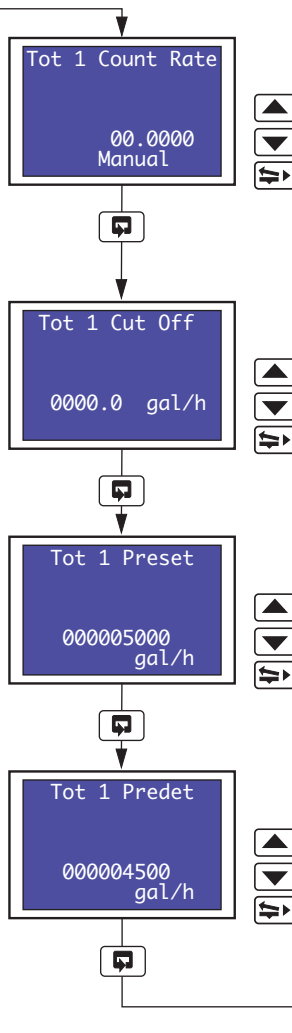 Tot 1 Count Rate
00.0000
Manual
Tot 1 Cut Off
0000.0 gal/h
Tot 1 Preset
000005000
gal/h
Tot 1 Predet
000004500
gal/h